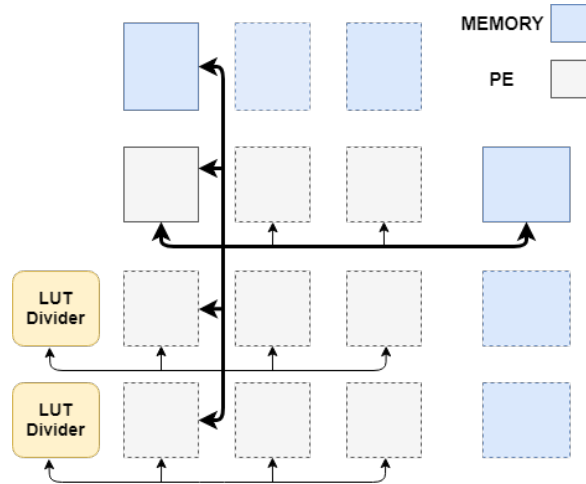 MEMORY
PE
LUT
Divider
LUT
Divider